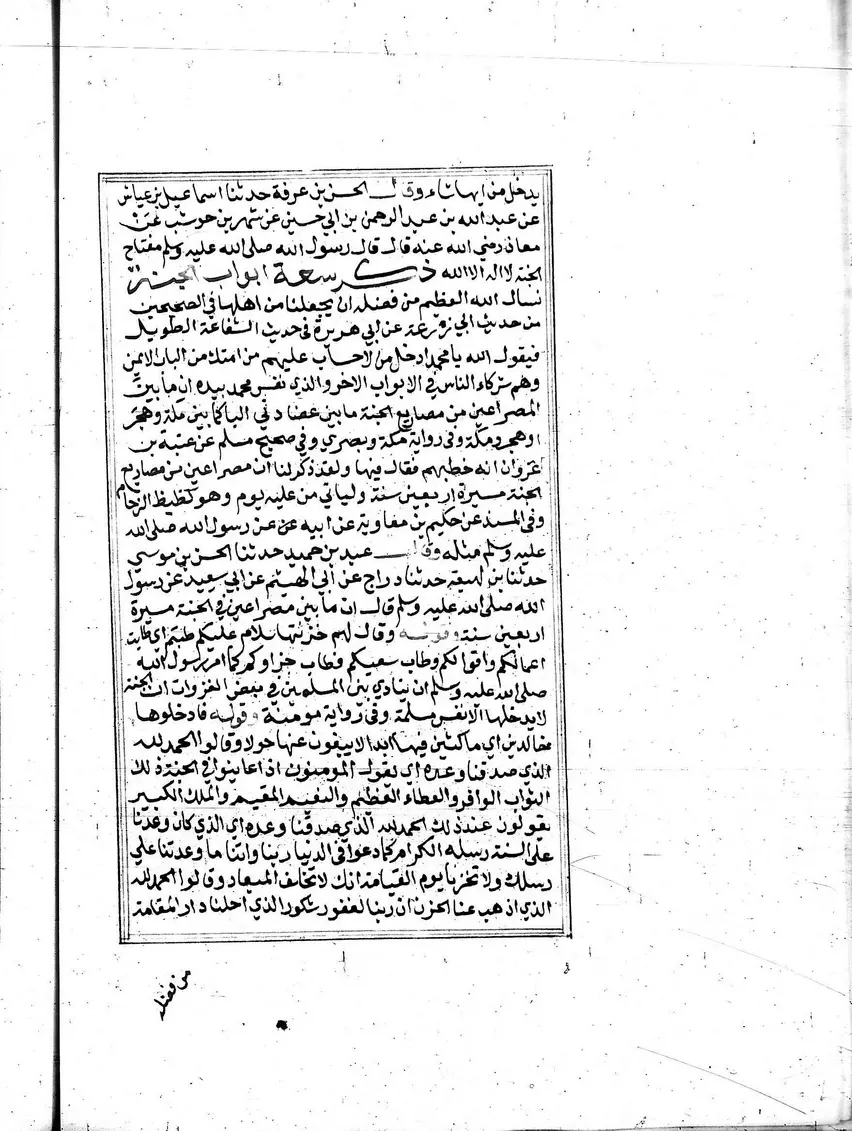 يدخل من ايها شاء وقال الحسن بن عرفة حدثنا اسماعيل بن عياش
عن عبد الله بن عبد الرحمن بن ابي حسين عن شهر بن حوشب عن
معاذ رضي الله عنه قال قال رسول الله صلى الله عليه وسلم مفتاح
الجنة لا اله الا الله ذكر سعة ابواب الجنة
نسال الله العظيم من فضله ان يجعلنا من اهلها في الصحيحين
من حديث ابي زرعة عن ابي هريرة في حديث الشفاعة الطويل
فيقول الله يا محمد ادخل من لا حساب عليهم من امتك من الباب الايمن
وهم شركاء الناس في الابواب الاخر والذي نفس محمد بيده ان ما بين
المصراعين من مصاريع الجنة ما بين عضادتي الباب كما بين مكة وهجر
او هجر ومكة وفي رواية مكة وبصرى وفي صحيح مسلم عن عتبة بن
غزوان انه خطبهم فقال فيها ولقد ذكر لنا ان مصراعين من مصاريع
الجنة مسيرة اربعين سنة ولياتي من عليه يوم وهو كظيظ الزحام
وفي المسند عن حكيم بن معاوية عن ابيه عن رسول الله صلى الله
عليه وسلم مثله وقال عبد بن حميد حدثنا الحسن بن موسي
حدثنا بن لهيعة حدثنا دراج عن ابي الهيثم عن ابي سعيد عن رسول
الله صلى الله عليه وسلم قال ان ما بين مصراعين في الجنة مسيرة
اربعين سنة وقوله وقال لهم خزنتها سلام عليكم طبتم اي طابت
اعمالكم واقوالكم وطاب سعيكم وطاب جزاوكم كما امر رسول الله
صلى الله عليه وسلم ان ينادي بين المسلمين في بعض الغزوات ان الجنة
لا يدخلها الا نفس مسلمة وفي رواية مومنة وقوله فادخلوها
خالدين اي ماكثين فيها ابدا لا يبغون عنها حولا وقالوا الحمد لله
الذي صدقنا وعده اي يقول المومنون اذا عاينوا في الجنة ذلك
الثواب الوافر والعطاء العظيم والنعيم المقيم والملك الكبير
يقولون عند ذلك الحمد لله الذي صدقنا وعده اي الذي كان وعدنا
على السنة رسله الكرام كما دعوا في الدنيا ربنا واتنا ما وعدتنا علي
رسلك ولا تخزنا يوم القيامة انك لا تخلف الميعاد وقالوا الحمد لله
الذي اذهب عنا الحزن ان ربنا لغفور شكور الذي احلنا دار المقامة
من فضله